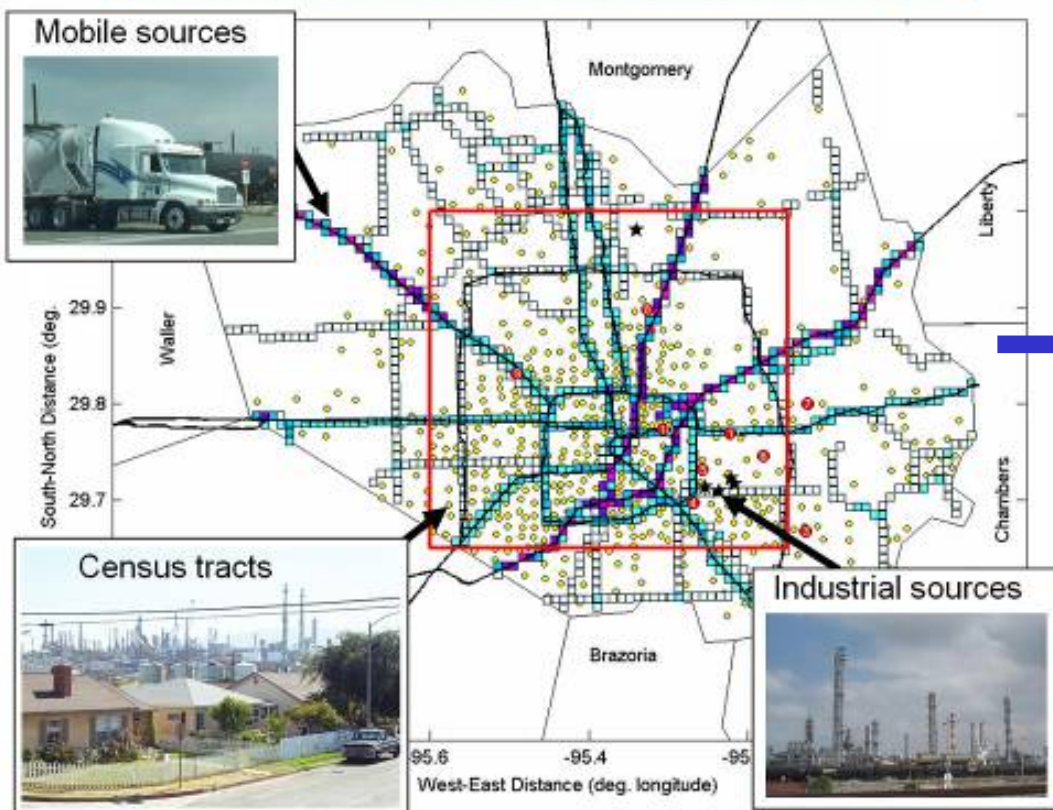 Mobile sources
Montgomery
Liberty
Waller
Chambers
South-North Distance (deg.
29.9
29.8
29.7
7
Census tracts
Industrial sources
Brazoria
-95.6
-95.4
-95
West-East Distance (deg. longitude)